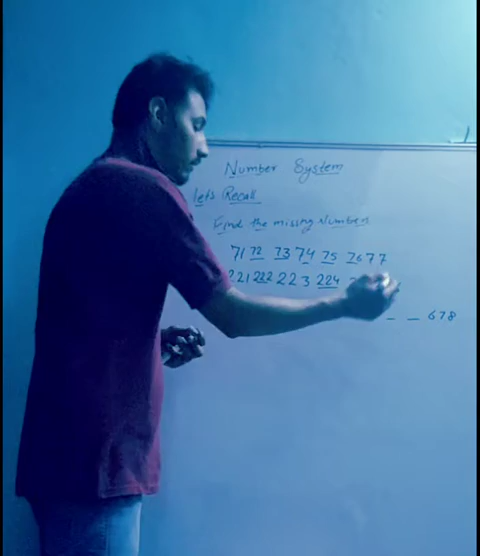 Number System
let's Recall
Find the missing Numbers
71 72 73 74 75 76 77
221 222 223 224
_ _ 678